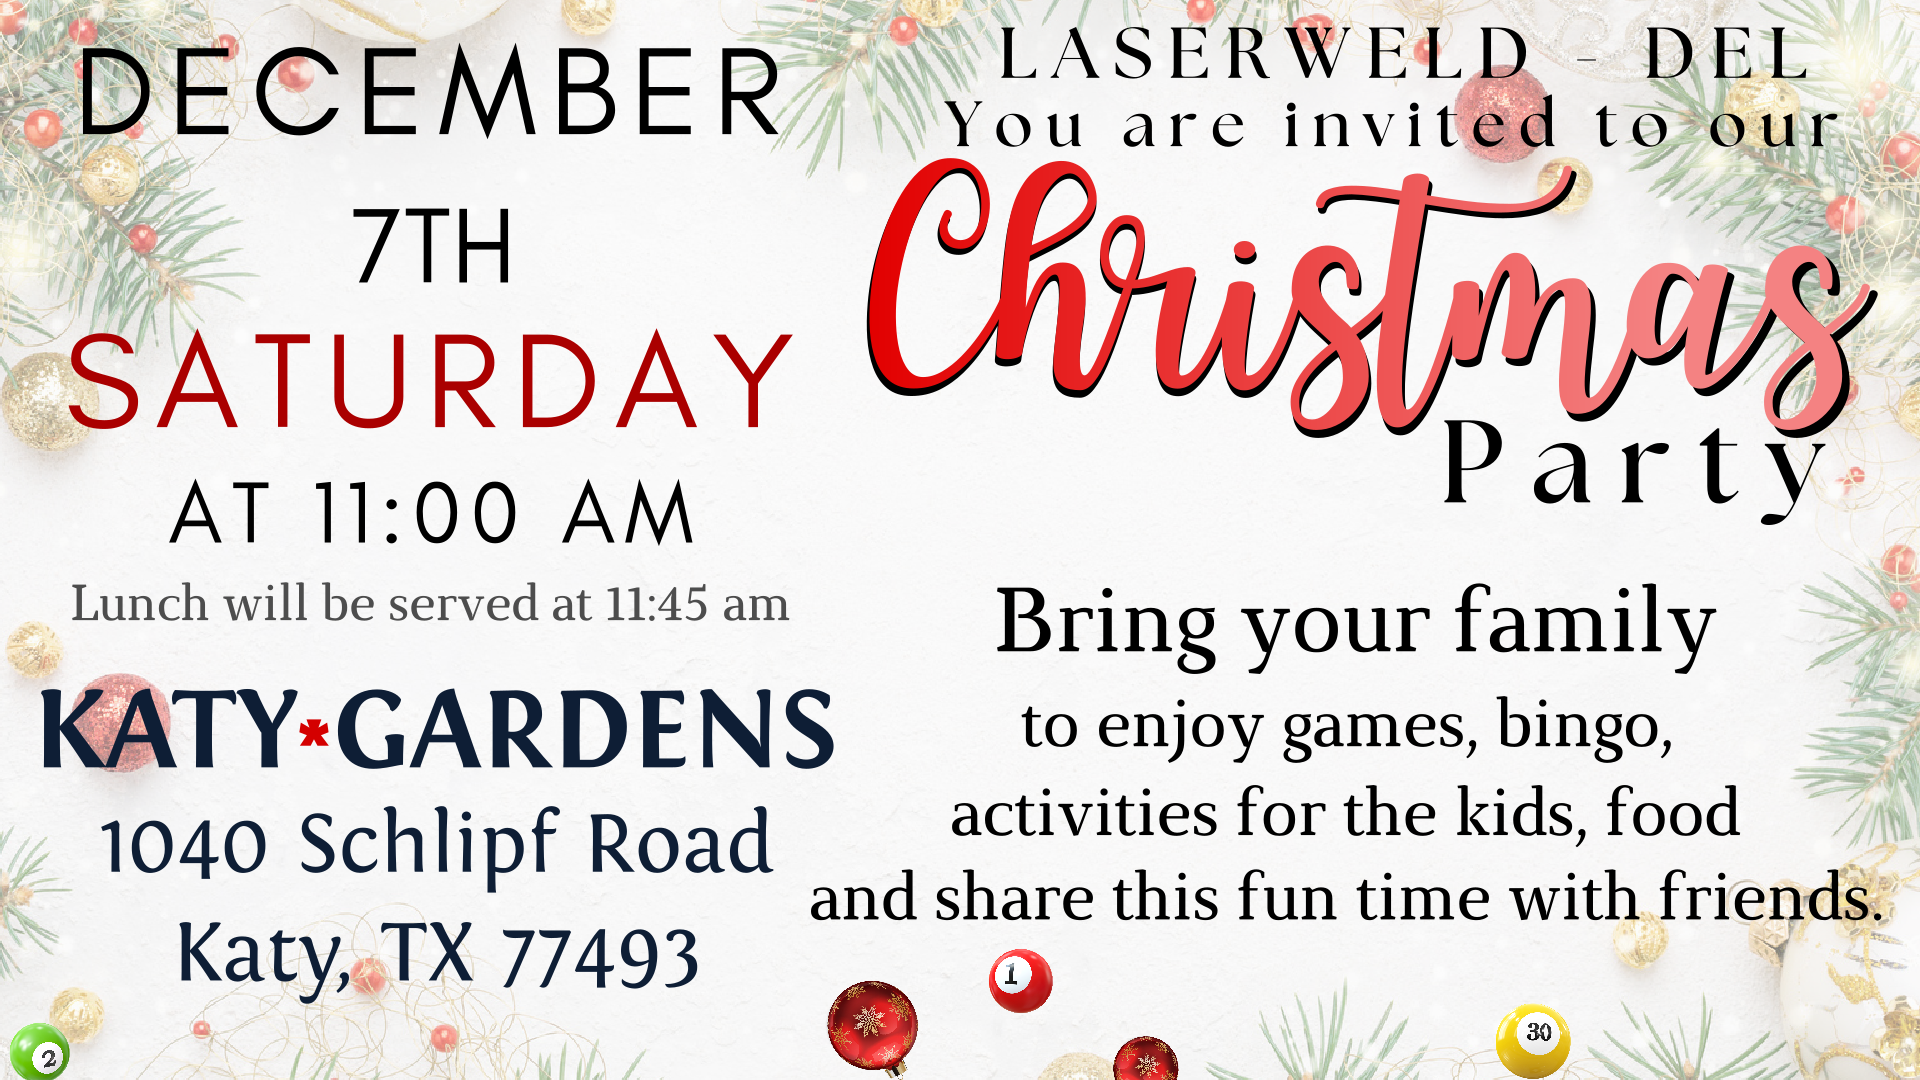 DECEMBER
7TH
SATURDAY
AT 11:00 AM
Lunch will be served at 11:45 am
KATY*GARDENS
1040 Schlipf Road
Katy, TX 77493
LASERWELD - DEL
You are invited to our
Christmas
Party
Bring your family
to enjoy games, bingo,
activities for the kids, food
and share this fun time with friends.
1
30
2